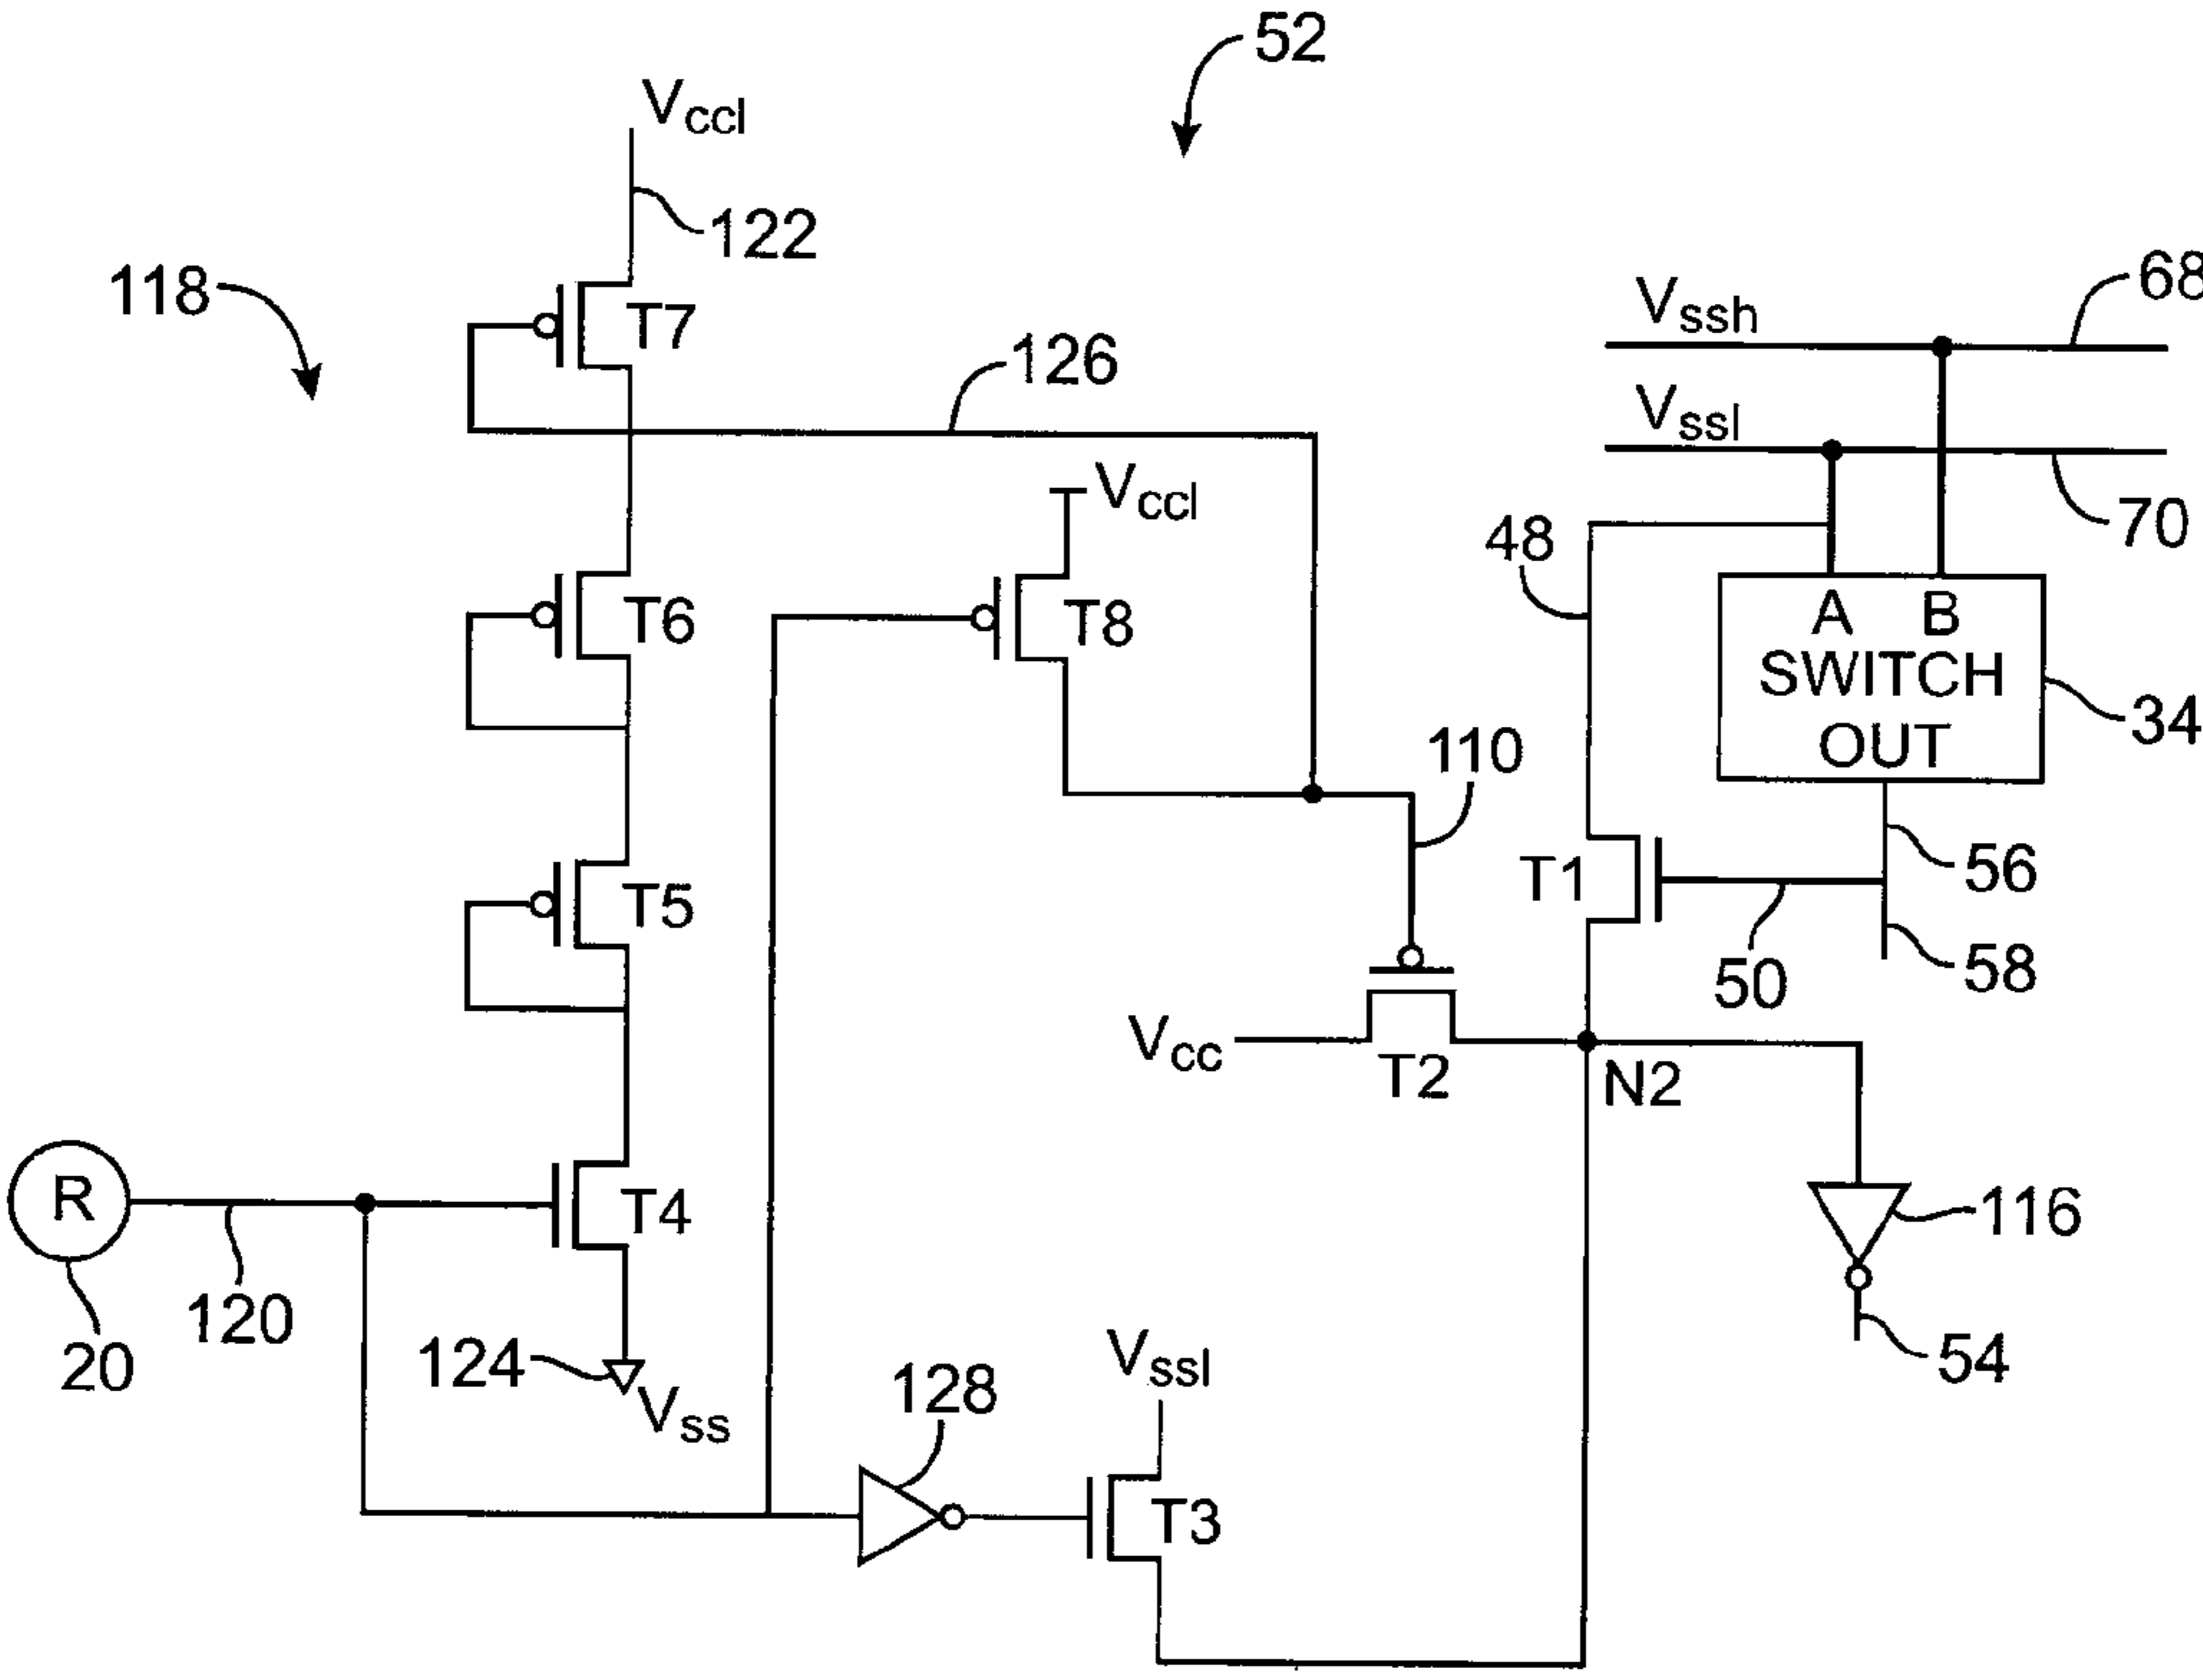 52
Vccl
122
118
T7
126
Vssh
68
Vssl
70
Vccl
48
T6
T8
A B
SWITCH
OUT
34
110
T1
56
T5
50
58
Vcc
T2
N2
R
T4
116
120
20
124
Vss
128
Vssl
54
T3